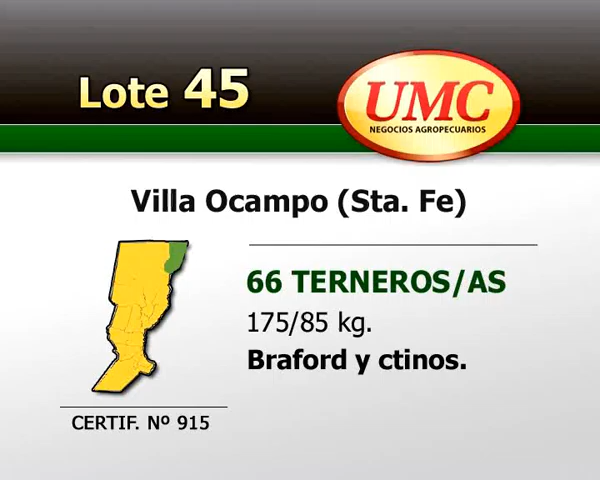 Lote 45
UMC
NEGOCIOS AGROPECUARIOS
Villa Ocampo (Sta. Fe)
66 TERNEROS/AS
175/85 kg.
Braford y ctinos.
CERTIF. Nº 915